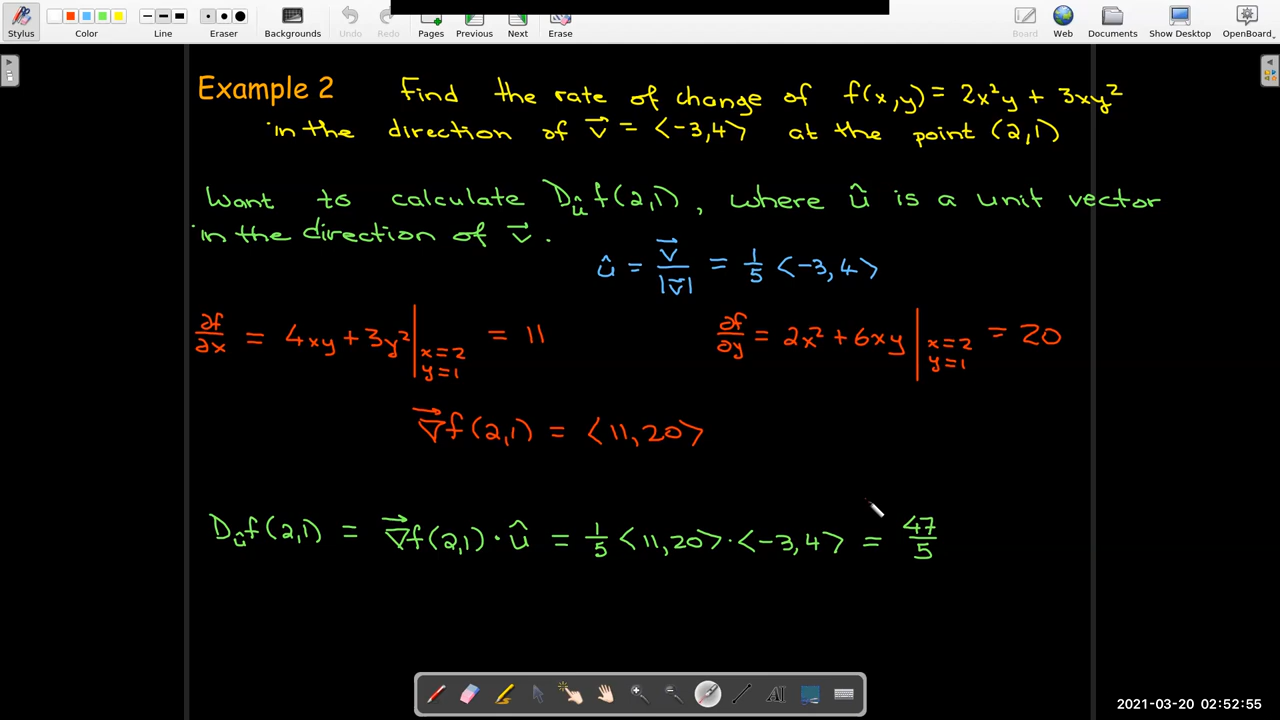 Stylus Color Line Eraser Backgrounds Undo Redo Pages Previous Next Erase Board Web Documents Show Desktop OpenBoard
Example 2 Find the rate of change of f(x,y) = 2x²y + 3xy²
in the direction of v⃗ = ⟨-3,4⟩ at the point (2,1)
Want to calculate D_û f(2,1), where û is a unit vector
in the direction of v⃗.
û = v⃗/|v⃗| = 1/5 ⟨-3,4⟩
∂f/∂x = 4xy + 3y² | x=2 y=1 = 11 ∂f/∂y = 2x² + 6xy | x=2 y=1 = 20
∇⃗f(2,1) = ⟨11,20⟩
D_û f(2,1) = ∇⃗f(2,1)·û = 1/5 ⟨11,20⟩·⟨-3,4⟩ = 47/5
AI
2021-03-20 02:52:55